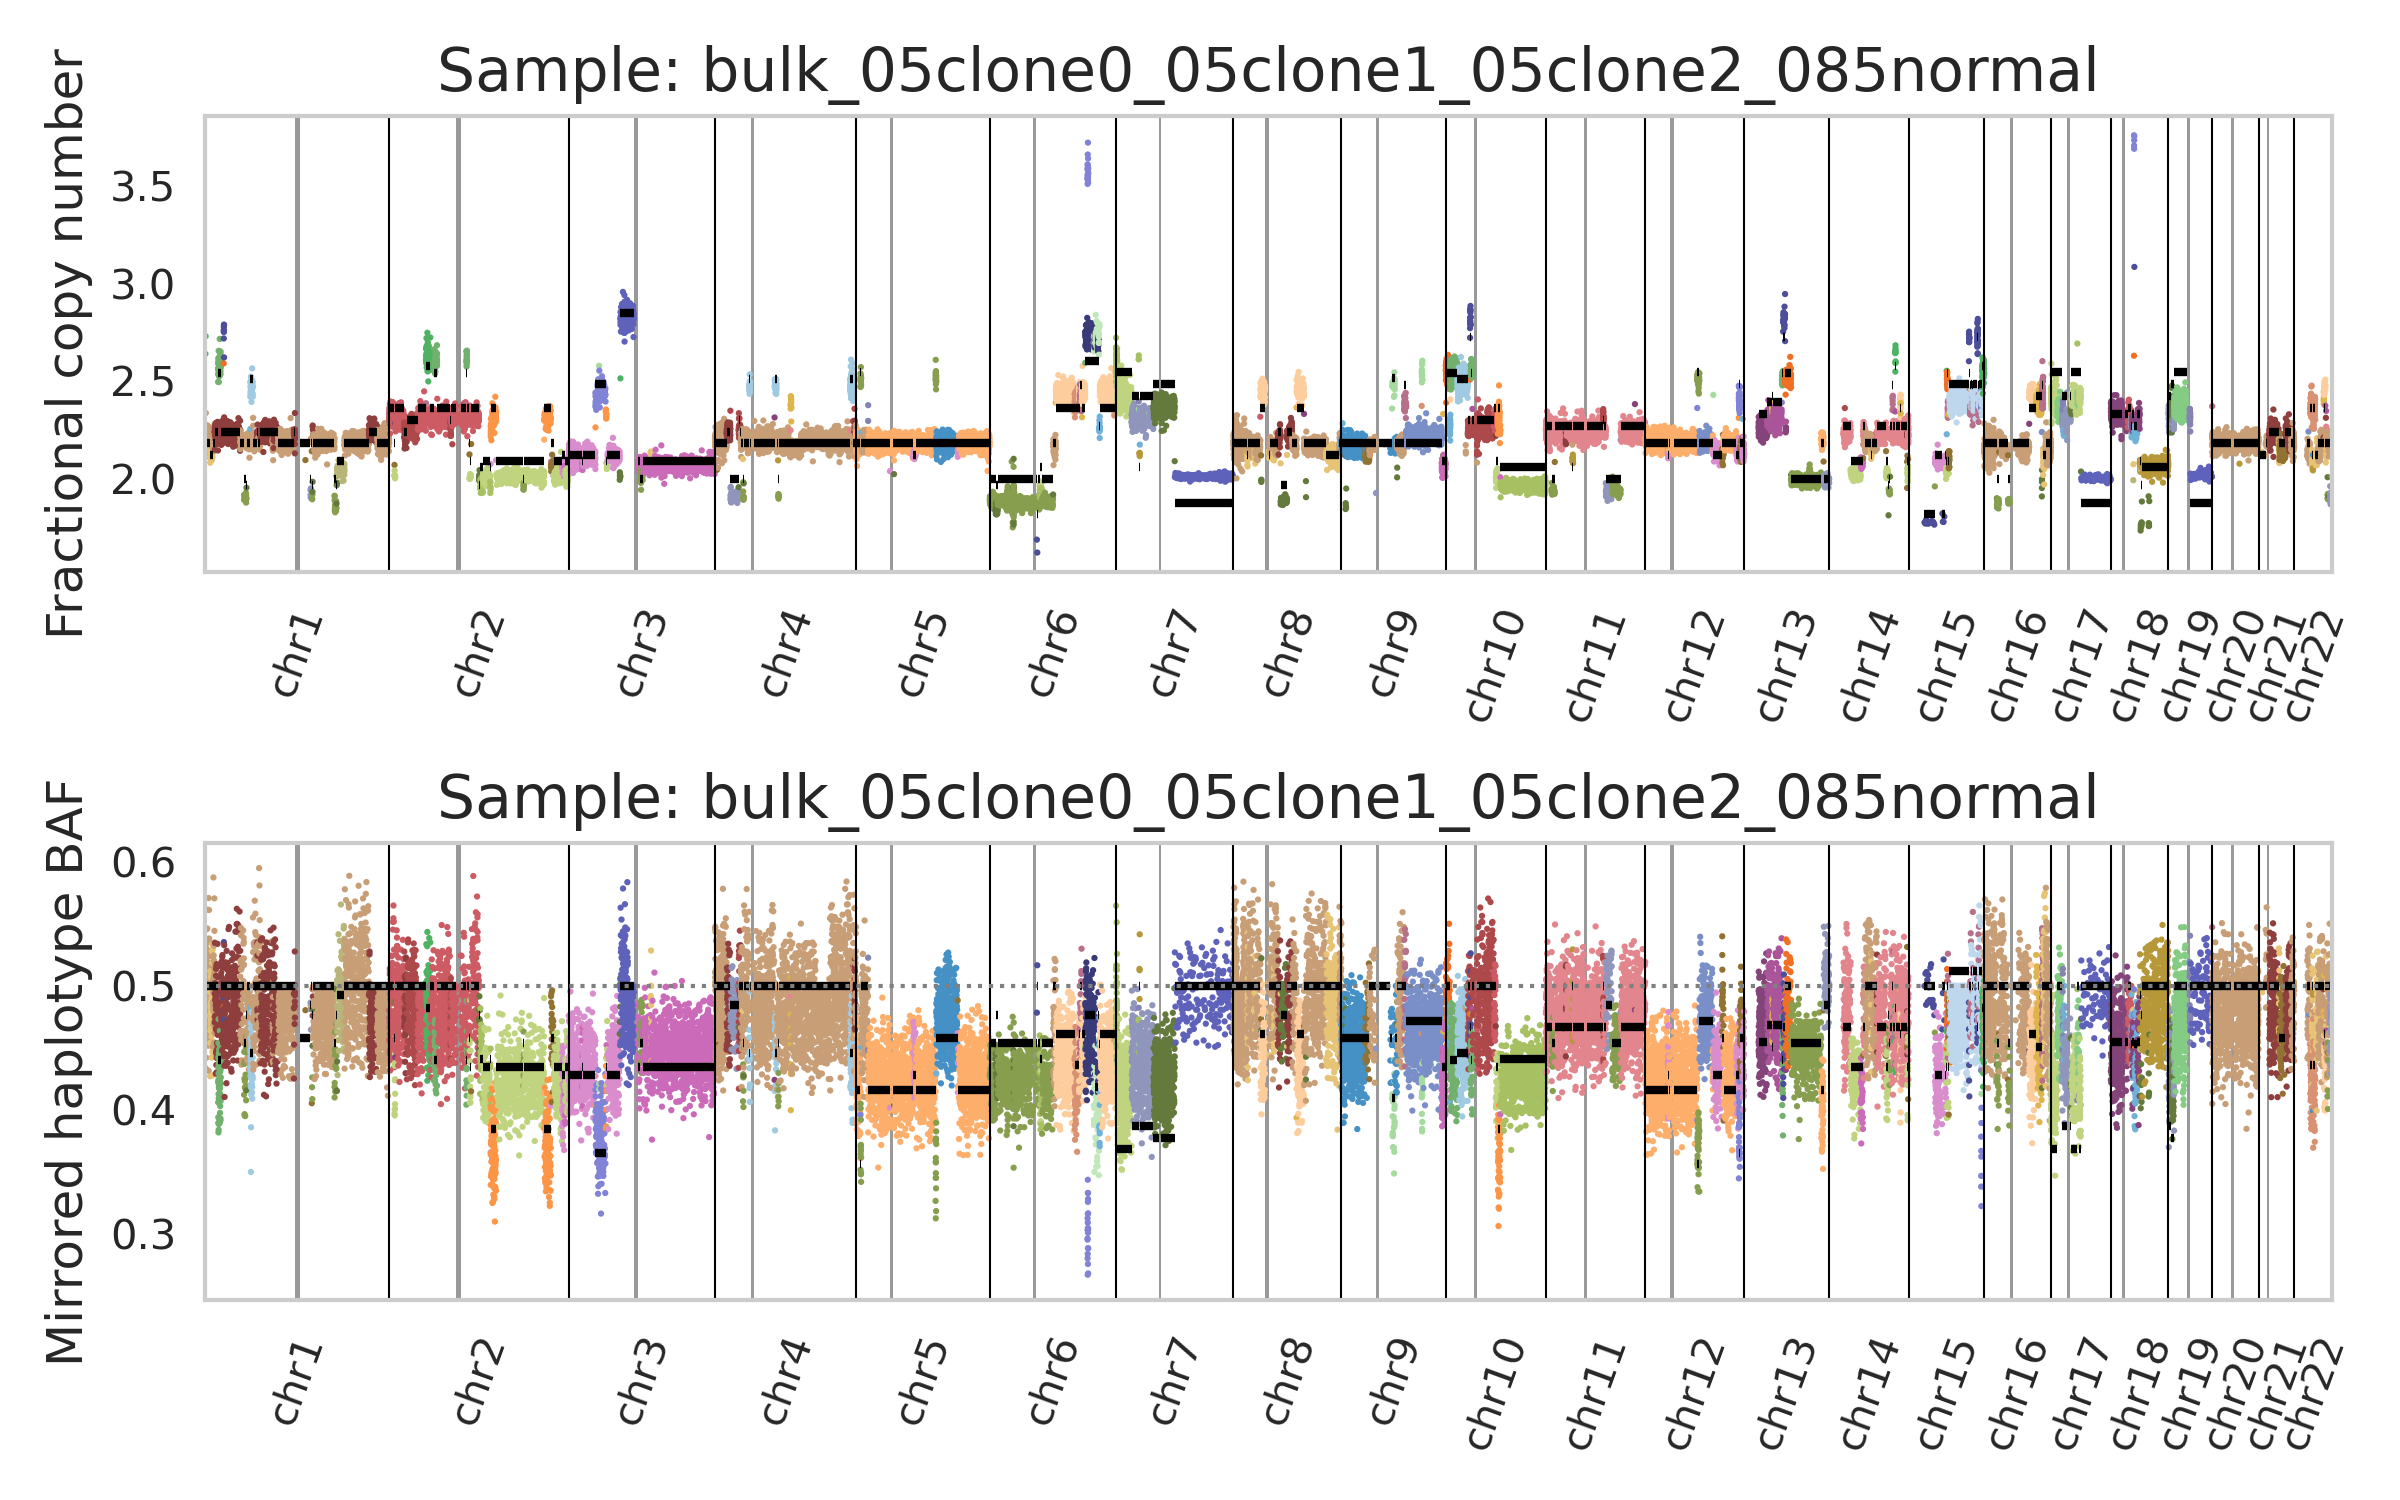 Sample: bulk_05clone0_05clone1_05clone2_085normal
Fractional copy number
3.5
3.0
2.5
2.0
chr1 chr2 chr3 chr4 chr5 chr6 chr7 chr8 chr9 chr10 chr11 chr12 chr13 chr14 chr15 chr16 chr17 chr18 chr19 chr20 chr21 chr22
Sample: bulk_05clone0_05clone1_05clone2_085normal
Mirrored haplotype BAF
0.6
0.5
0.4
0.3
chr1 chr2 chr3 chr4 chr5 chr6 chr7 chr8 chr9 chr10 chr11 chr12 chr13 chr14 chr15 chr16 chr17 chr18 chr19 chr20 chr21 chr22